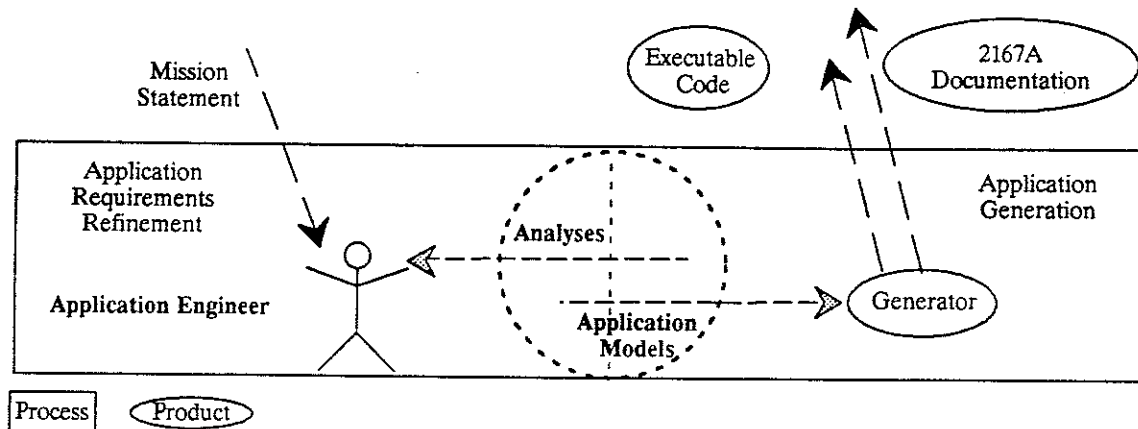 Mission
Statement
Executable
Code
2167A
Documentation
Application
Requirements
Refinement
Application
Generation
Analyses
Application Engineer
Generator
Application
Models
Process
Product